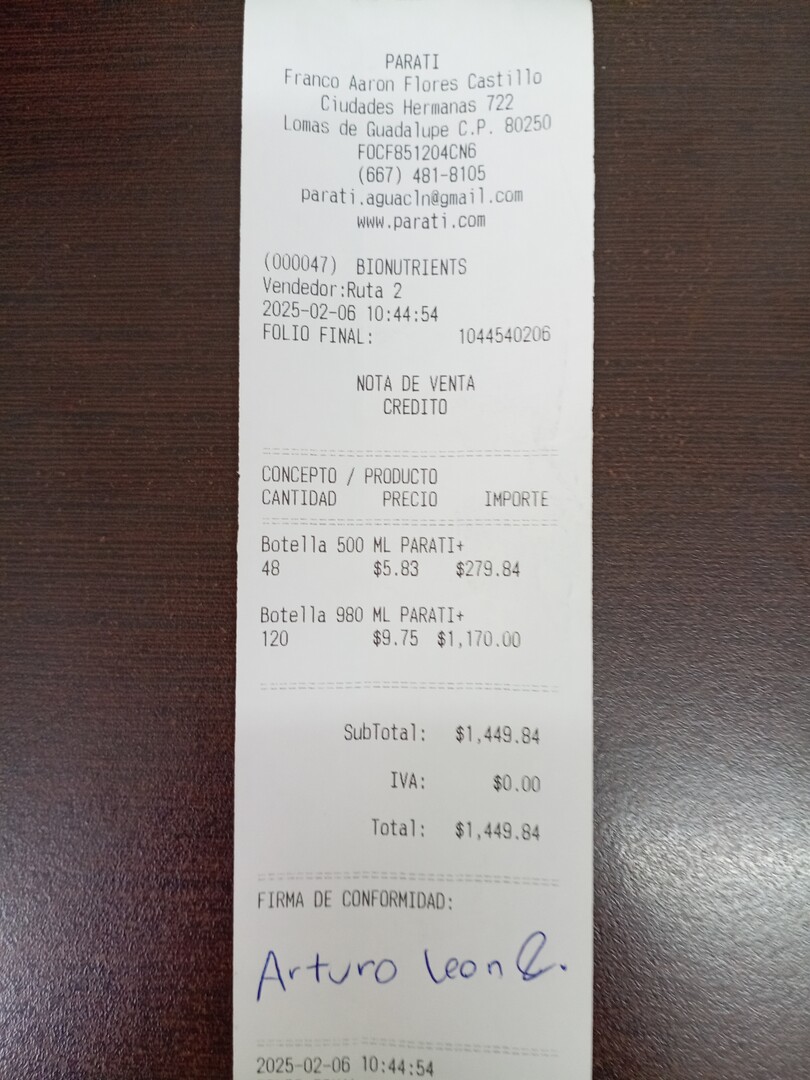 PARATI
Franco Aaron Flores Castillo
Ciudades Hermanas 722
Lomas de Guadalupe C.P. 80250
FOCF851204CN6
(667) 481-8105
parati.aguacln@gmail.com
www.parati.com
(000047) BIONUTRIENTS
Vendedor:Ruta 2
2025-02-06 10:44:54
FOLIO FINAL: 1044540206
NOTA DE VENTA
CREDITO
CONCEPTO / PRODUCTO
CANTIDAD PRECIO IMPORTE
Botella 500 ML PARATI+
48 $5.83 $279.84
Botella 980 ML PARATI+
120 $9.75 $1,170.00
SubTotal: $1,449.84
IVA: $0.00
Total: $1,449.84
FIRMA DE CONFORMIDAD:
Arturo Leon
2025-02-06 10:44:54